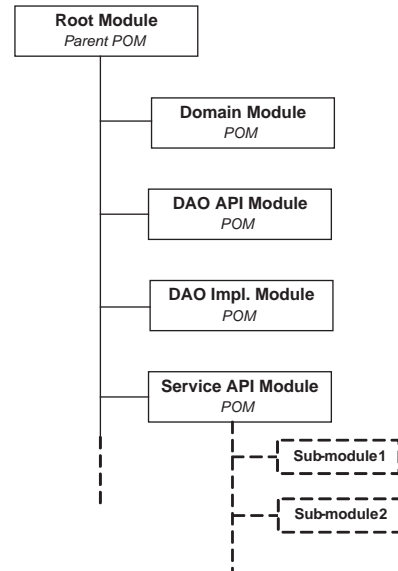 Root Module
Parent POM
Domain Module
POM
DAO API Module
POM
DAO Impl. Module
POM
Service API Module
POM
Sub-module1
Sub-module2